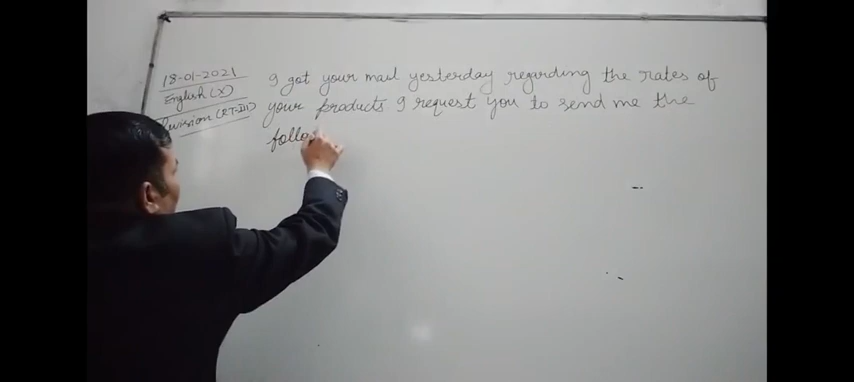 18-01-2021
English (X)
Revision (RT-III)
I got your mail yesterday regarding the rates of
your products I request you to send me the
follo